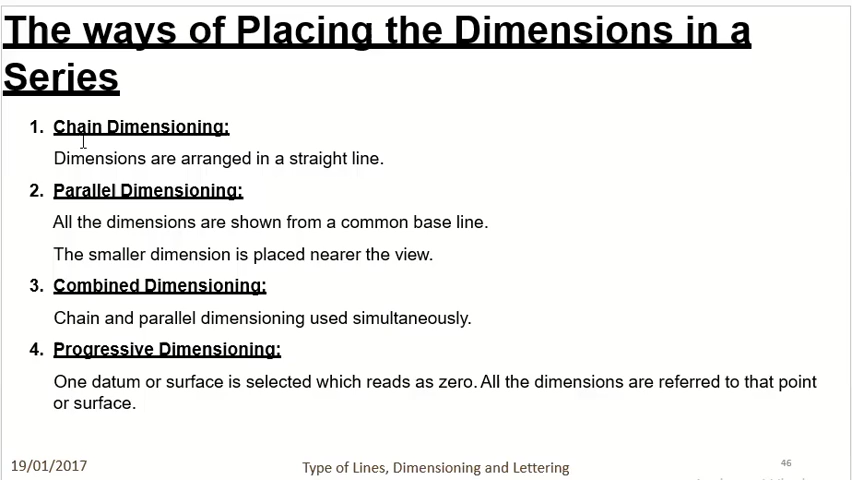 The ways of Placing the Dimensions in a
Series
1. Chain Dimensioning:
Dimensions are arranged in a straight line.
2. Parallel Dimensioning:
All the dimensions are shown from a common base line.
The smaller dimension is placed nearer the view.
3. Combined Dimensioning:
Chain and parallel dimensioning used simultaneously.
4. Progressive Dimensioning:
One datum or surface is selected which reads as zero. All the dimensions are referred to that point
or surface.
19/01/2017 Type of Lines, Dimensioning and Lettering 46